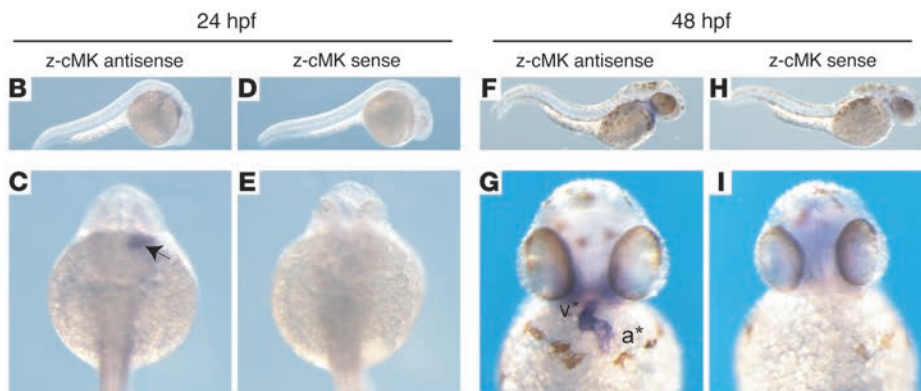 24 hpf 48 hpf
z-cMK antisense z-cMK sense z-cMK antisense z-cMK sense
B D F H
C E G I
v* a*